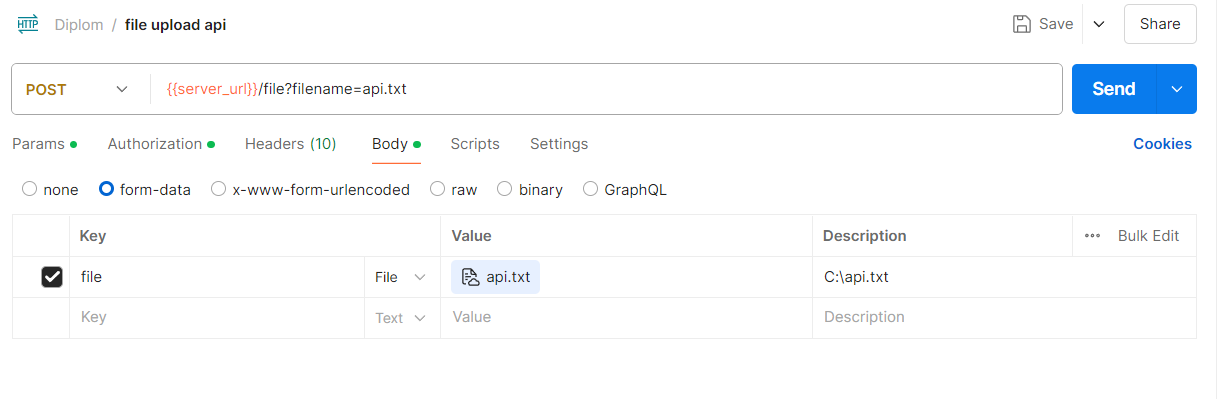 HTTP Diplom / file upload api Save Share
POST {{server_url}}/file?filename=api.txt Send
Params Authorization Headers (10) Body Scripts Settings Cookies
none form-data x-www-form-urlencoded raw binary GraphQL
Key Value Description ••• Bulk Edit
file File api.txt C:\api.txt
Key Text Value Description